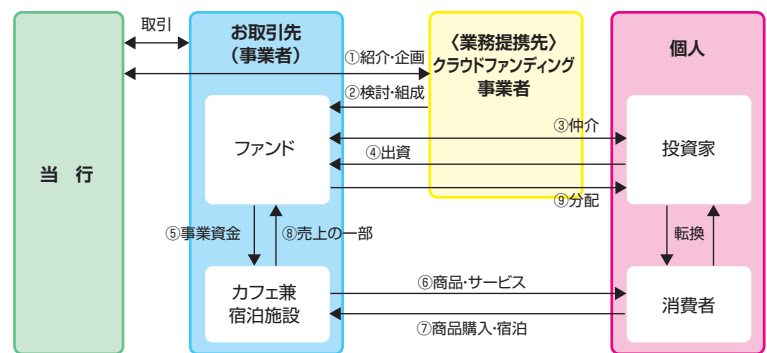 取引
お取引先
（事業者）
〈業務提携先〉
クラウドファンディング
事業者
個人
①紹介・企画
②検討・組成
③仲介
ファンド
④出資
投資家
当 行
⑨分配
⑤事業資金
⑧売上の一部
転換
カフェ兼
宿泊施設
⑥商品・サービス
消費者
⑦商品購入・宿泊